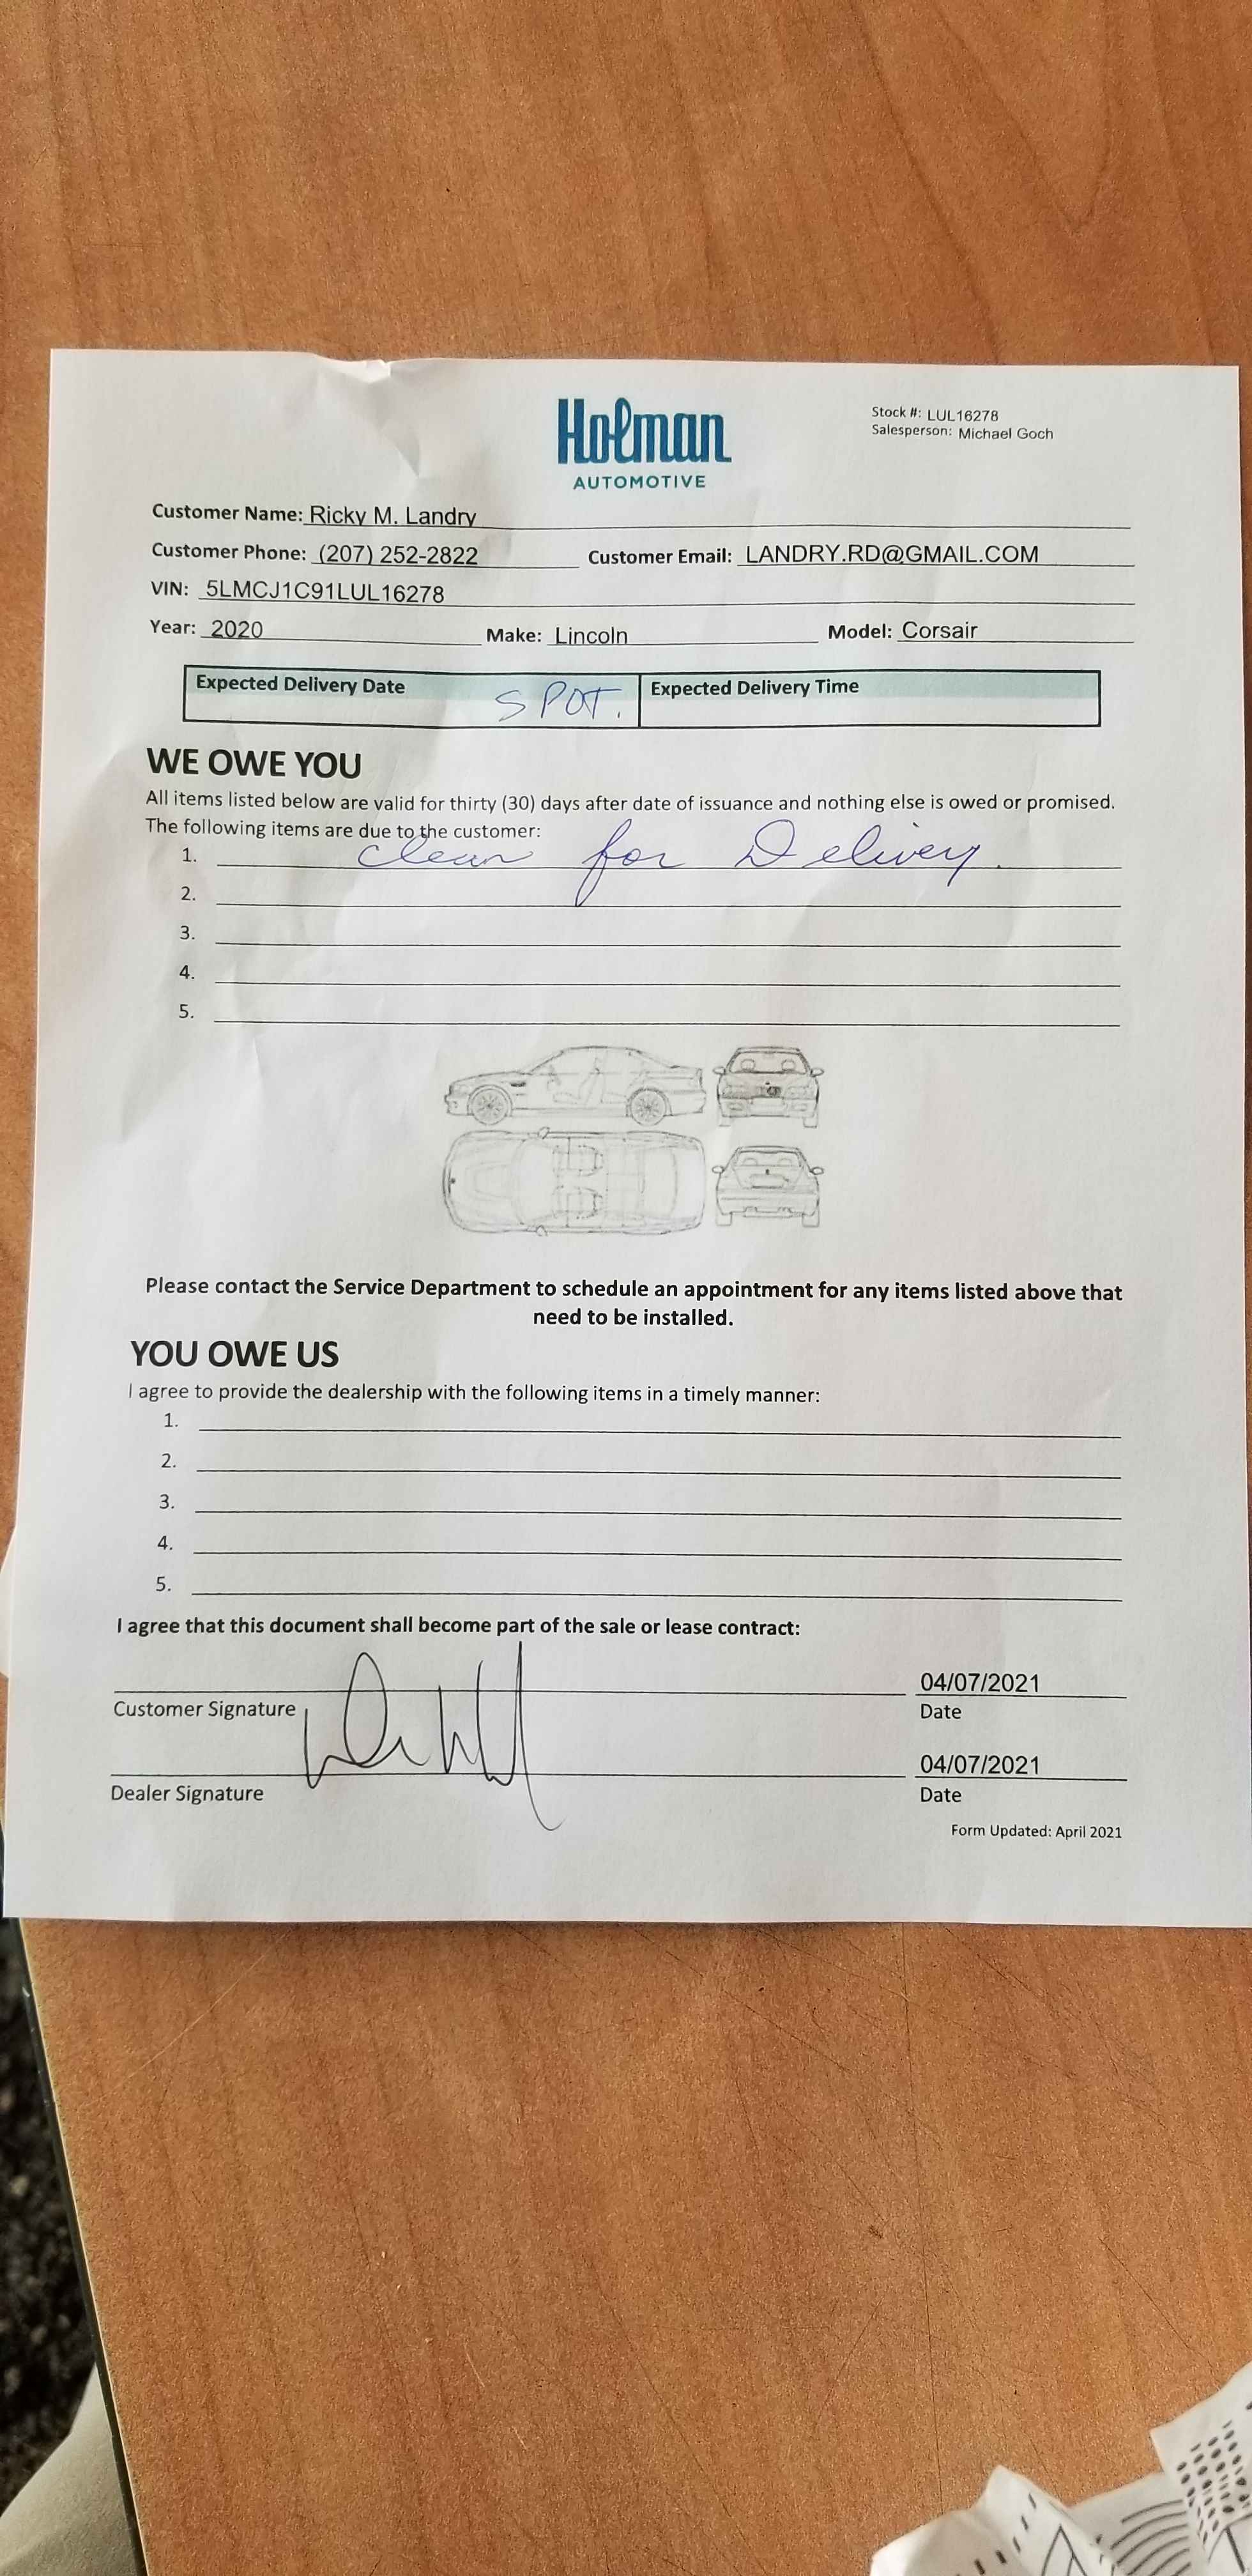 Holman
AUTOMOTIVE
Stock #: LUL16278
Salesperson: Michael Goch
Customer Name: Ricky M. Landry
Customer Phone: (207) 252-2822 Customer Email: LANDRY.RD@GMAIL.COM
VIN: 5LMCJ1C91LUL16278
Year: 2020 Make: Lincoln Model: Corsair
Expected Delivery Date SPOT. Expected Delivery Time
WE OWE YOU
All items listed below are valid for thirty (30) days after date of issuance and nothing else is owed or promised.
The following items are due to the customer:
1. Clean for Delivery.
2.
3.
4.
5.
Please contact the Service Department to schedule an appointment for any items listed above that
need to be installed.
YOU OWE US
I agree to provide the dealership with the following items in a timely manner:
1.
2.
3.
4.
5.
I agree that this document shall become part of the sale or lease contract:
04/07/2021
Customer Signature Date
04/07/2021
Dealer Signature Date
Form Updated: April 2021